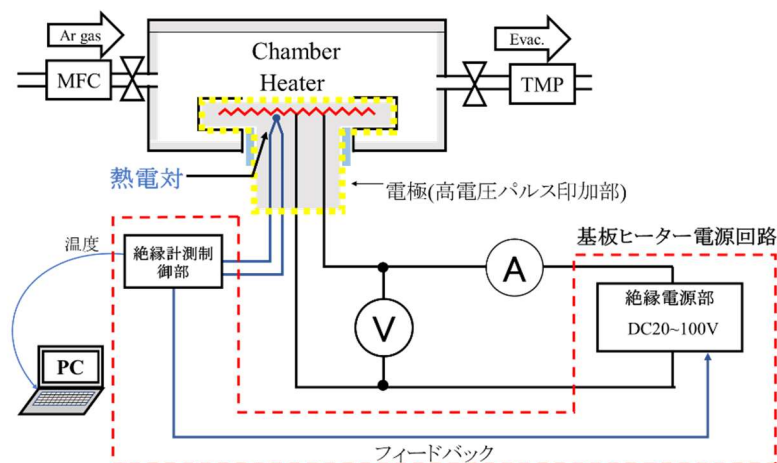 Ar gas
Evac.
Chamber
Heater
MFC
TMP
熱電対
電極(高電圧パルス印加部)
基板ヒーター電源回路
温度
絶縁計測制
御部
A
V
絶縁電源部
DC20~100V
PC
フィードバック